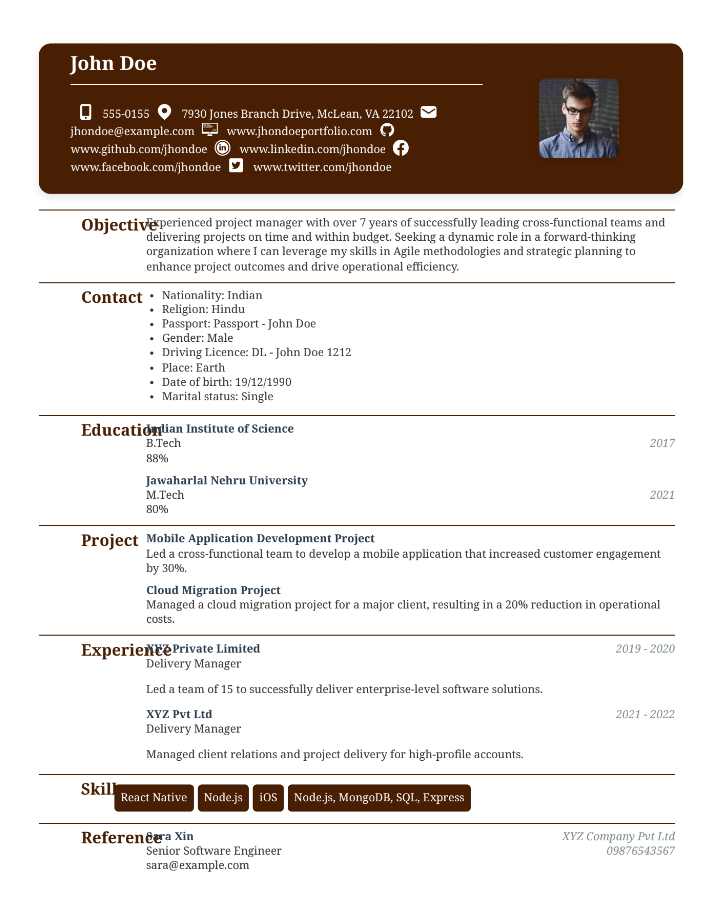 John Doe
555-0155 7930 Jones Branch Drive, McLean, VA 22102
jhondoe@example.com www.jhondoeportfolio.com
www.github.com/jhondoe www.linkedin.com/jhondoe
www.facebook.com/jhondoe www.twitter.com/jhondoe
Objective
Experienced project manager with over 7 years of successfully leading cross-functional teams and
delivering projects on time and within budget. Seeking a dynamic role in a forward-thinking
organization where I can leverage my skills in Agile methodologies and strategic planning to
enhance project outcomes and drive operational efficiency.
Contact
• Nationality: Indian
• Religion: Hindu
• Passport: Passport - John Doe
• Gender: Male
• Driving Licence: DL - John Doe 1212
• Place: Earth
• Date of birth: 19/12/1990
• Marital status: Single
Education
Indian Institute of Science
B.Tech 2017
88%
Jawaharlal Nehru University
M.Tech 2021
80%
Project
Mobile Application Development Project
Led a cross-functional team to develop a mobile application that increased customer engagement
by 30%.
Cloud Migration Project
Managed a cloud migration project for a major client, resulting in a 20% reduction in operational
costs.
Experience
XYZ Private Limited 2019 - 2020
Delivery Manager
Led a team of 15 to successfully deliver enterprise-level software solutions.
XYZ Pvt Ltd 2021 - 2022
Delivery Manager
Managed client relations and project delivery for high-profile accounts.
Skill
React Native Node.js iOS Node.js, MongoDB, SQL, Express
Reference
Sara Xin XYZ Company Pvt Ltd
Senior Software Engineer 09876543567
sara@example.com